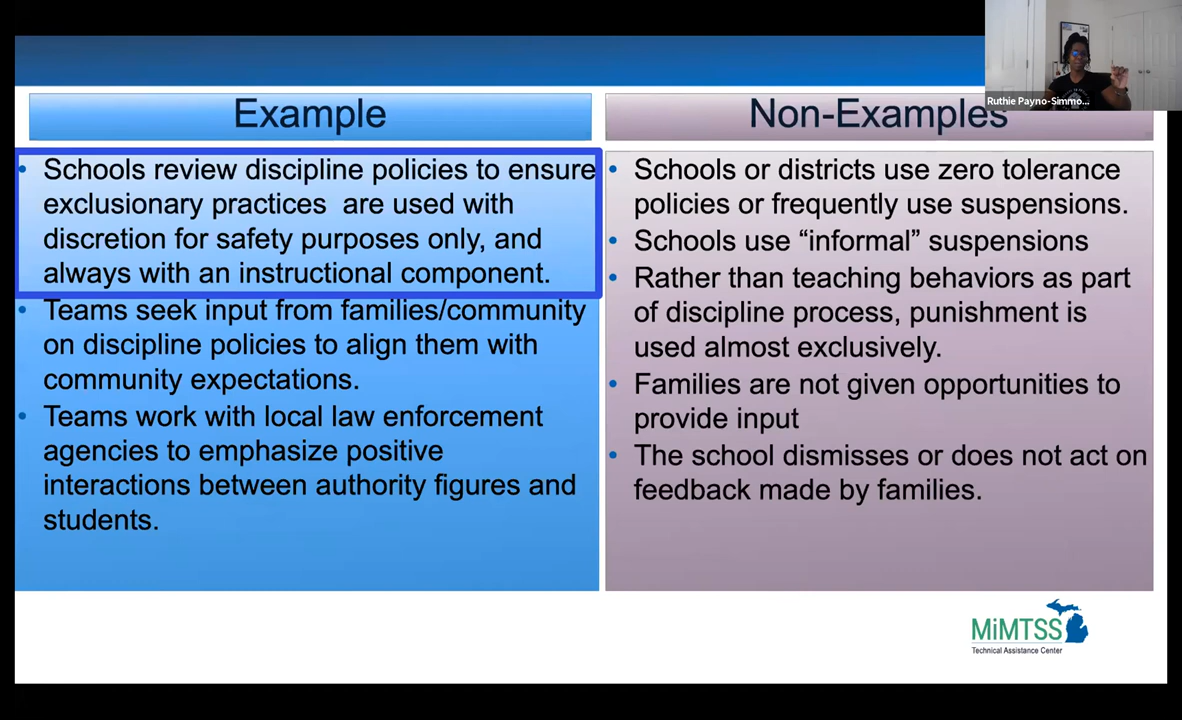 Ruthie Payno-Simmo...
Example
• Schools review discipline policies to ensure
exclusionary practices are used with
discretion for safety purposes only, and
always with an instructional component.
• Teams seek input from families/community
on discipline policies to align them with
community expectations.
• Teams work with local law enforcement
agencies to emphasize positive
interactions between authority figures and
students.
Non-Examples
• Schools or districts use zero tolerance
policies or frequently use suspensions.
• Schools use “informal” suspensions
• Rather than teaching behaviors as part
of discipline process, punishment is
used almost exclusively.
• Families are not given opportunities to
provide input
• The school dismisses or does not act on
feedback made by families.
MiMTSS
Technical Assistance Center